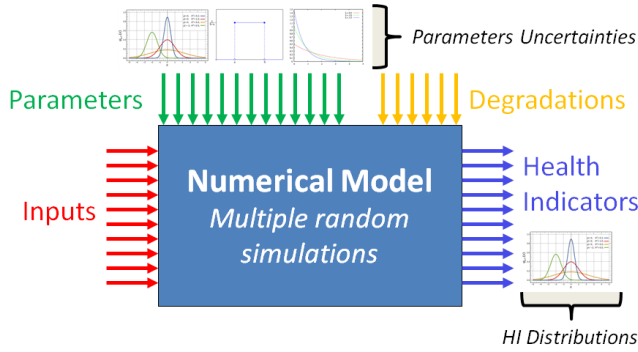 Parameters Uncertainties
Parameters
Degradations
Numerical Model
Multiple random
simulations
Inputs
Health
Indicators
HI Distributions